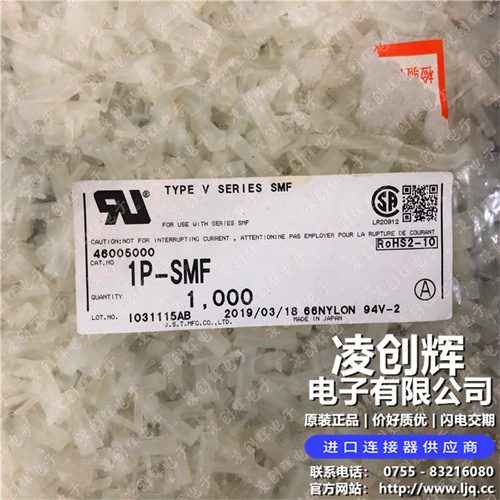 检验
TYPE V SERIES SMF
FOR USE WITH SERIES SMF
LR20812
CAUTION:NOT FOR INTERRUPTING CURRENT , ATTENTION:NE PAS EMPLOYER POUR LA RUPTURE DE COURANT
46005000
RoHS2-10
CAT.NO
1P-SMF
QUANTITY
1,000
A
LOT.NO.
I031115AB
2019/03/18 66NYLON 94V-2
J.S.T.MFG.CO.,LTD.
MADE IN JAPAN
凌创辉
电子有限公司
原装正品 | 价好质优 | 闪电交期
进口连接器供应商
联系电话: 0755 - 83216080
官方网站: http://www.ljq.cc